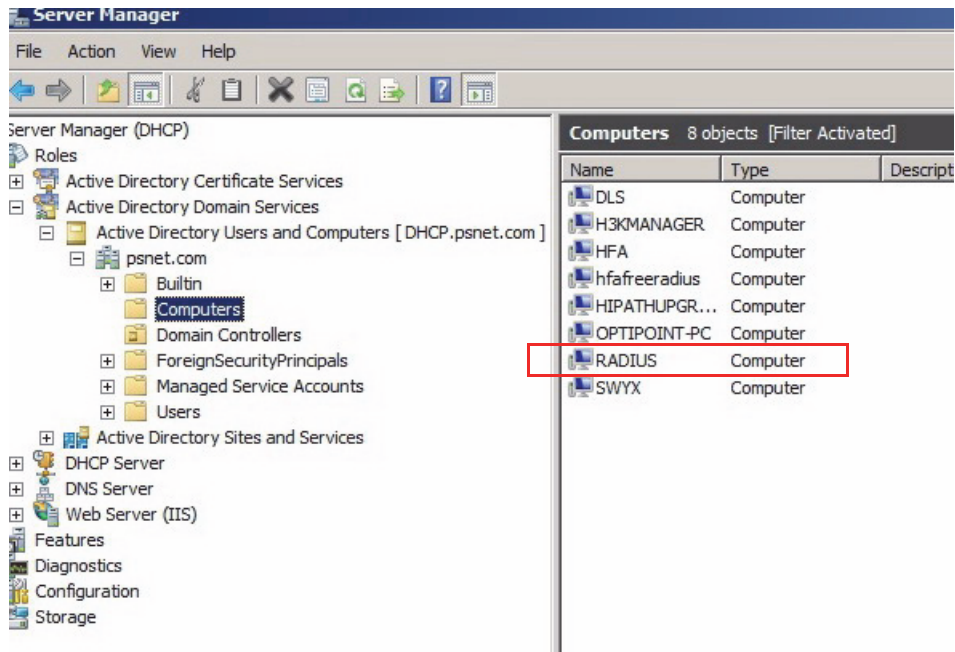 Server Manager
File Action View Help
Server Manager (DHCP)
Roles
Active Directory Certificate Services
Active Directory Domain Services
Active Directory Users and Computers [ DHCP.psnet.com ]
psnet.com
Builtin
Computers
Domain Controllers
ForeignSecurityPrincipals
Managed Service Accounts
Users
Active Directory Sites and Services
DHCP Server
DNS Server
Web Server (IIS)
Features
Diagnostics
Configuration
Storage
Computers 8 objects [Filter Activated]
Name Type Descript
DLS Computer
H3KMANAGER Computer
HFA Computer
hfafreeradius Computer
HIPATHUPGR... Computer
OPTIPOINT-PC Computer
RADIUS Computer
SWYX Computer